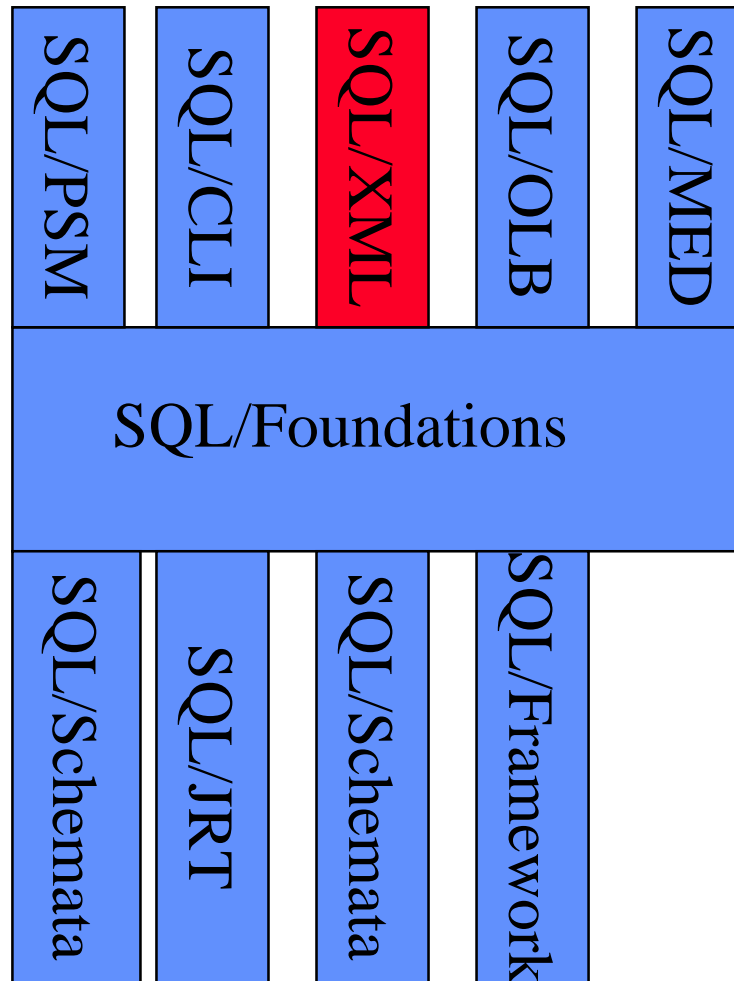 SQL/PSM
SQL/CLI
SQL/XML
SQL/OLB
SQL/MED
SQL/Foundations
SQL/Schemata
SQL/JRT
SQL/Schemata
SQL/Framework